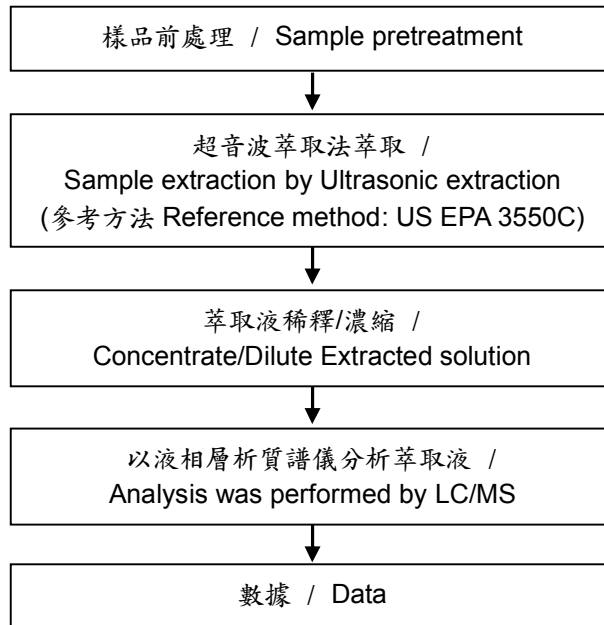 樣品前處理 / Sample pretreatment
超音波萃取法萃取 /
Sample extraction by Ultrasonic extraction
(參考方法 Reference method: US EPA 3550C)
萃取液稀釋/濃縮 /
Concentrate/Dilute Extracted solution
以液相層析質譜儀分析萃取液 /
Analysis was performed by LC/MS
數據 / Data